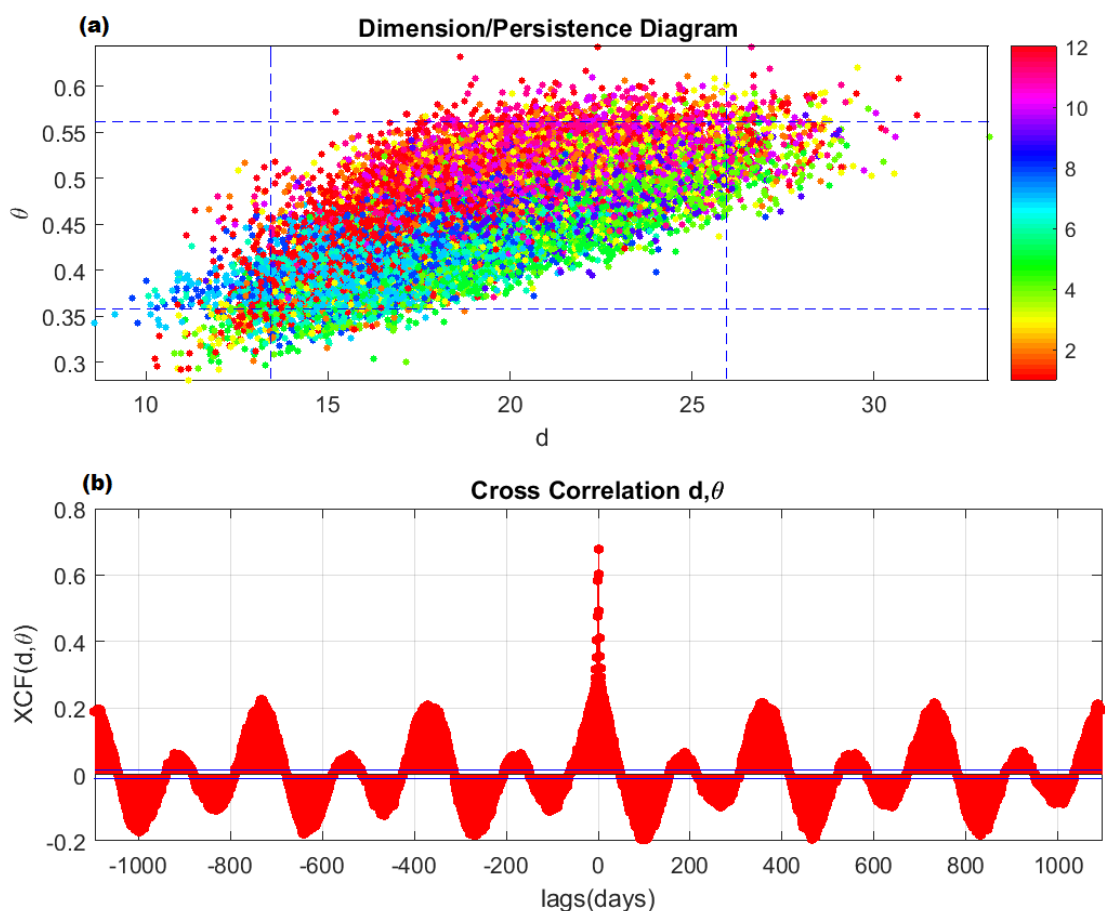 (a)
Dimension/Persistence Diagram
0.6
0.55
0.5
0.45
0.4
0.35
0.3
θ
10 15 20 25 30
d
12
10
8
6
4
2
(b)
Cross Correlation d,θ
0.8
0.6
0.4
0.2
0
-0.2
XCF(d,θ)
-1000 -800 -600 -400 -200 0 200 400 600 800 1000
lags(days)